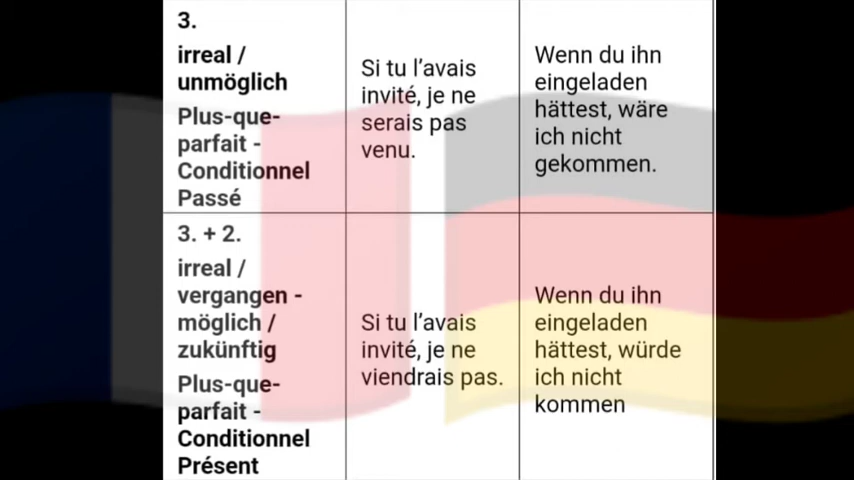 3.
irreal /
unmöglich
Plus-que-
parfait -
Conditionnel
Passé
Si tu l’avais
invité, je ne
serais pas
venu.
Wenn du ihn
eingeladen
hättest, wäre
ich nicht
gekommen.
3. + 2.
irreal /
vergangen -
möglich /
zukünftig
Plus-que-
parfait -
Conditionnel
Présent
Si tu l’avais
invité, je ne
viendrais pas.
Wenn du ihn
eingeladen
hättest, würde
ich nicht
kommen